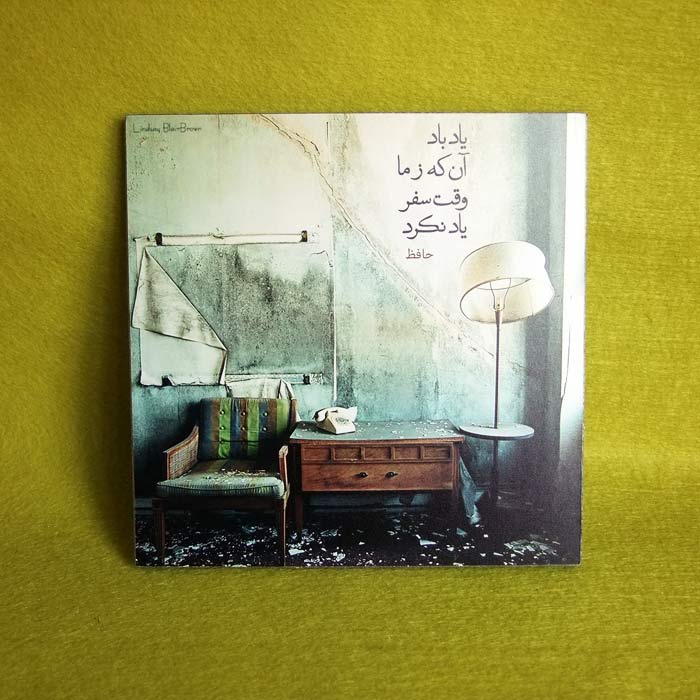 Lindsay Blair Brown
یاد باد
آن که ز ما
وقت سفر
یاد نکرد
حافظ